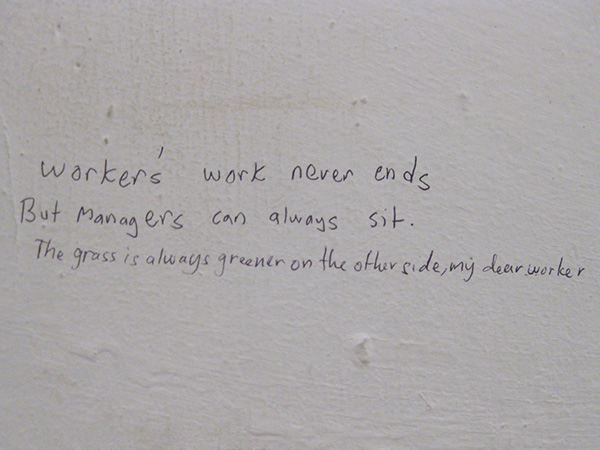 Workers' work never ends
But Managers can always sit.
The grass is always greener on the other side, my dear worker